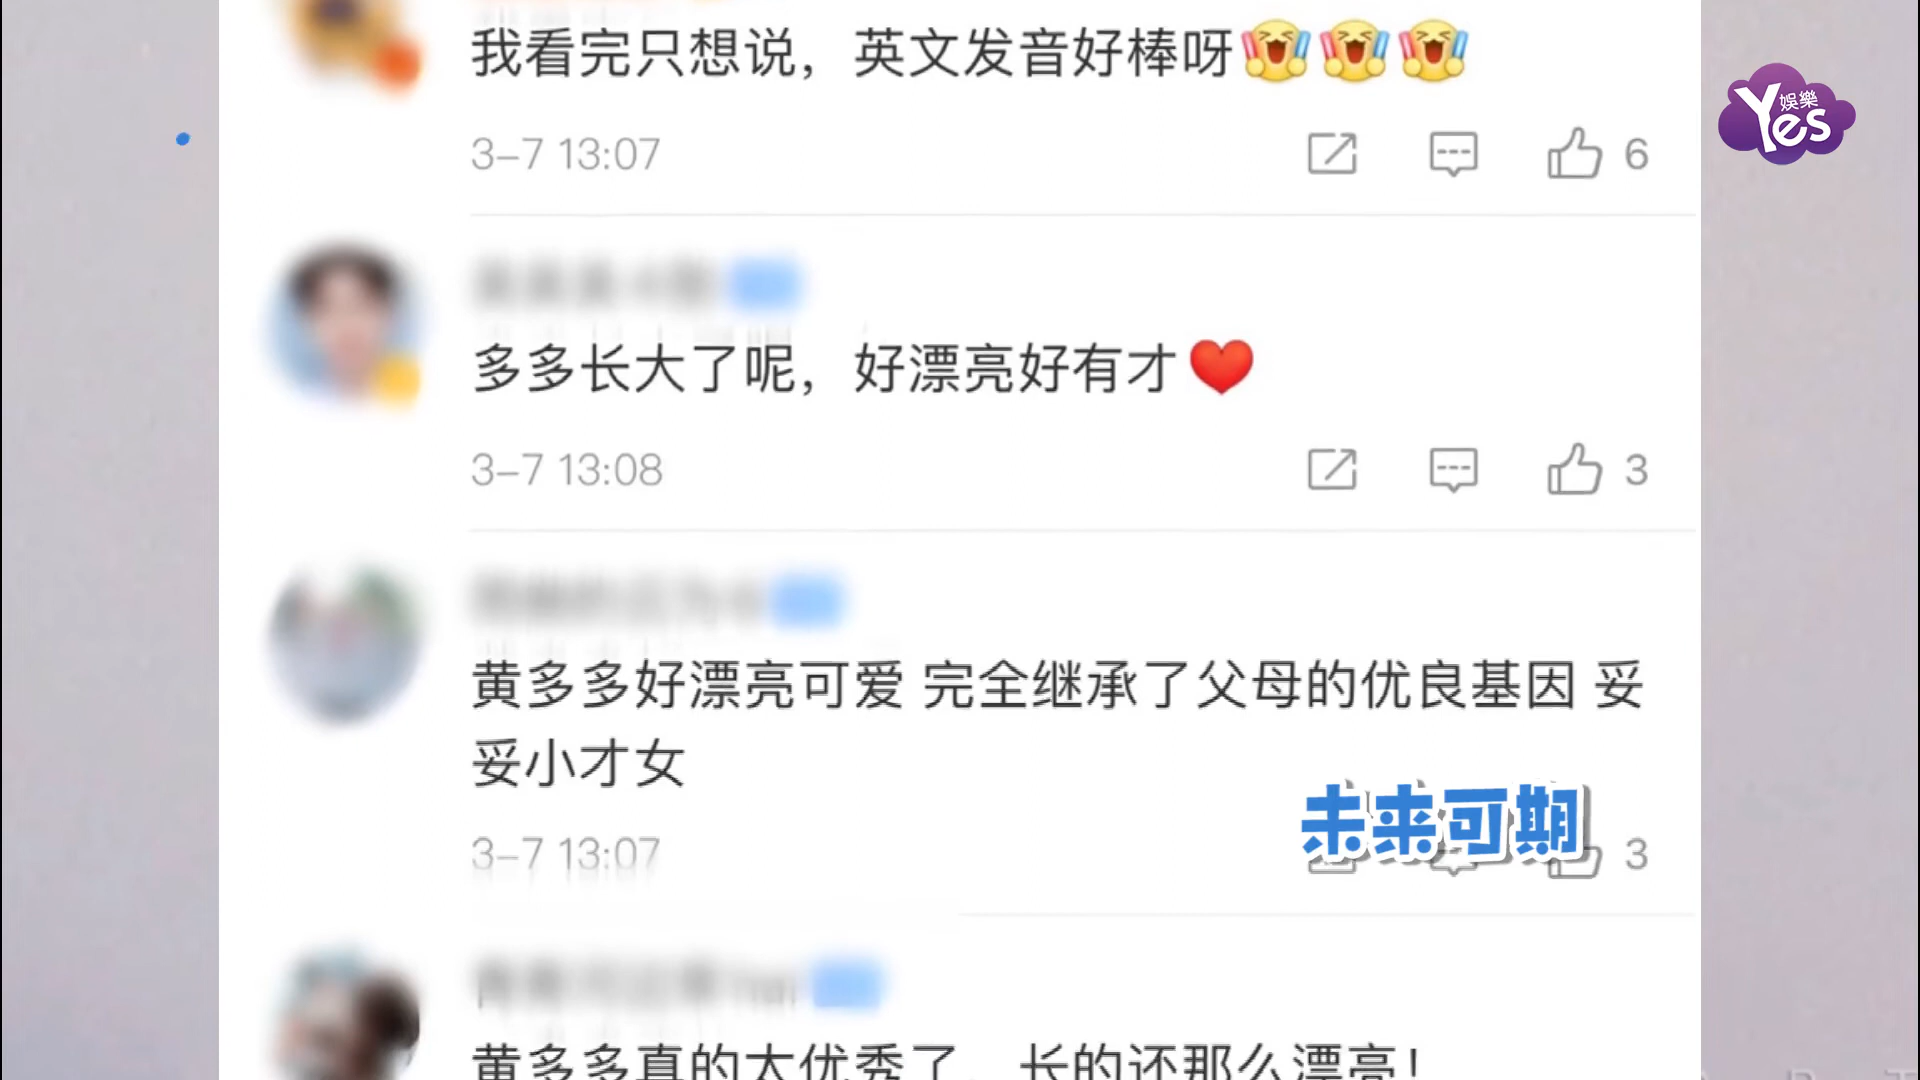 我看完只想说，英文发音好棒呀
3-7 13:07
6
娛樂
Yes
多多长大了呢，好漂亮好有才
3-7 13:08
3
黄多多好漂亮可爱 完全继承了父母的优良基因 妥
妥小才女
未来可期
3-7 13:07
3
黄多多真的太优秀了，长的还那么漂亮！